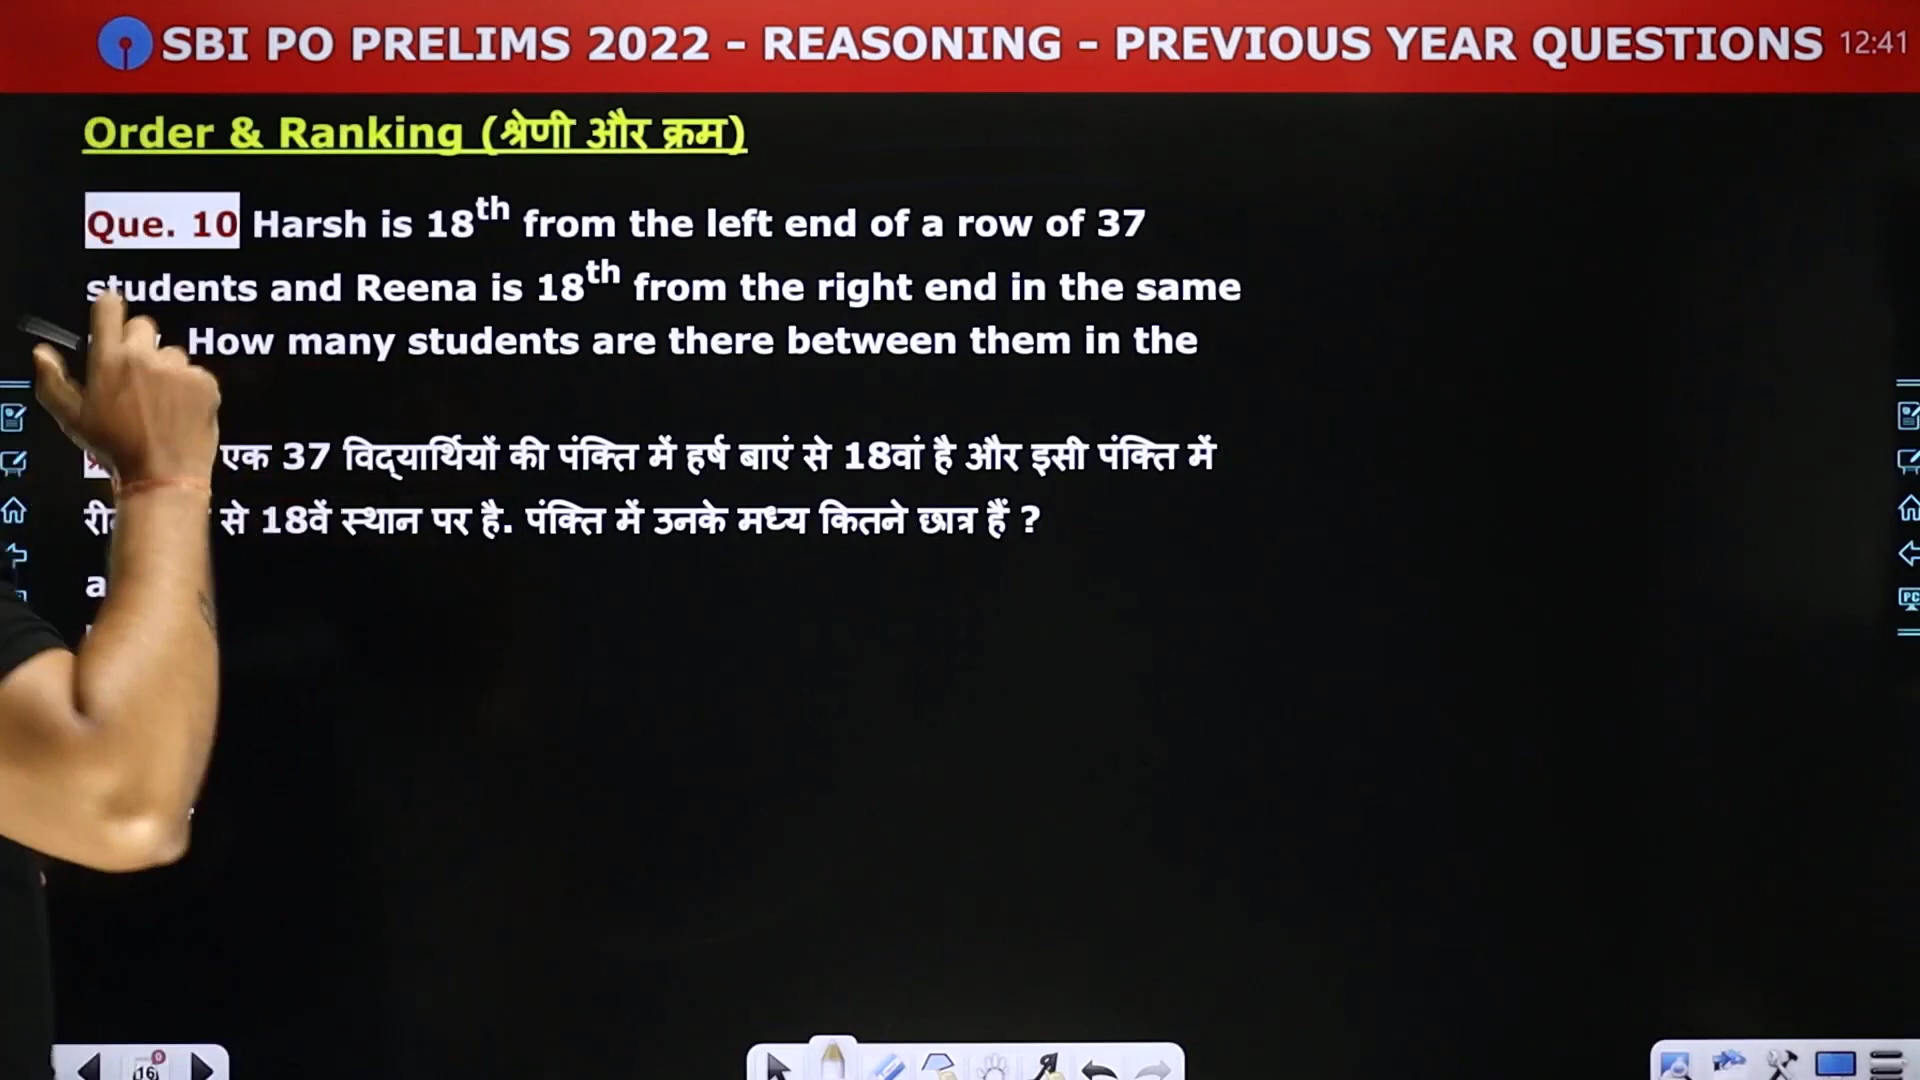 SBI PO PRELIMS 2022 - REASONING - PREVIOUS YEAR QUESTIONS 12:41
Order & Ranking (श्रेणी और क्रम)
Que. 10 Harsh is 18th from the left end of a row of 37
students and Reena is 18th from the right end in the same
How many students are there between them in the
एक 37 विद्यार्थियों की पंक्ति में हर्ष बाएं से 18वां है और इसी पंक्ति में
से 18वें स्थान पर है. पंक्ति में उनके मध्य कितने छात्र हैं ?
a
PC
16
0